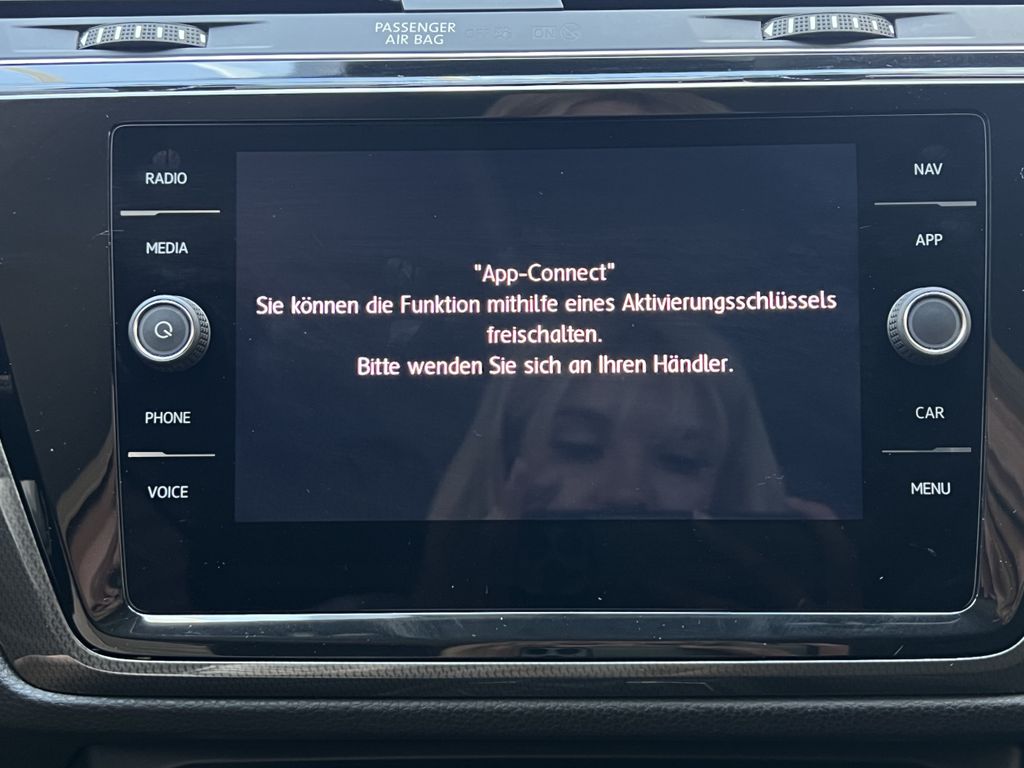 PASSENGER
AIR BAG
OFF
ON
RADIO
NAV
MEDIA
APP
"App-Connect"
Sie können die Funktion mithilfe eines Aktivierungsschlüssels
freischalten.
Bitte wenden Sie sich an Ihren Händler.
PHONE
CAR
VOICE
MENU